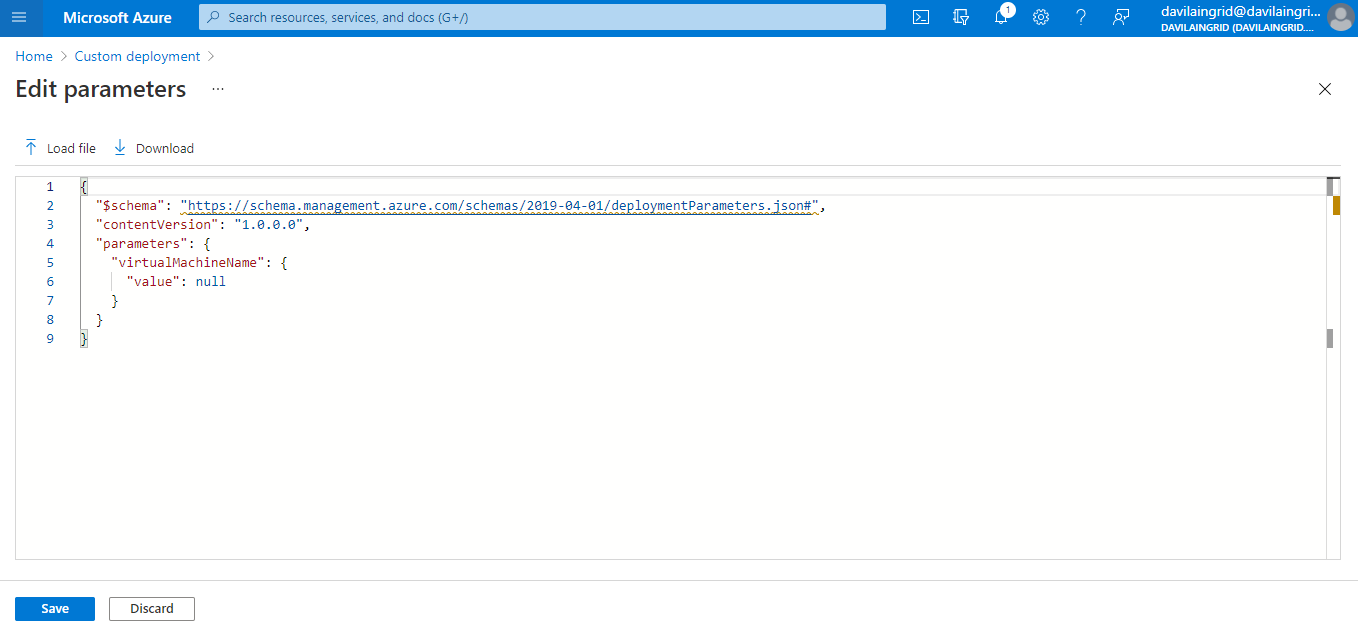 Microsoft Azure
Search resources, services, and docs (G+/)
1
davilaingrid@davilaingri...
DAVILAINGRID (DAVILAINGRID....
Home > Custom deployment >
Edit parameters ...
Load file
Download
1 {
2 "$schema": "https://schema.management.azure.com/schemas/2019-04-01/deploymentParameters.json#",
3 "contentVersion": "1.0.0.0",
4 "parameters": {
5 "virtualMachineName": {
6 "value": null
7 }
8 }
9 }
Save
Discard